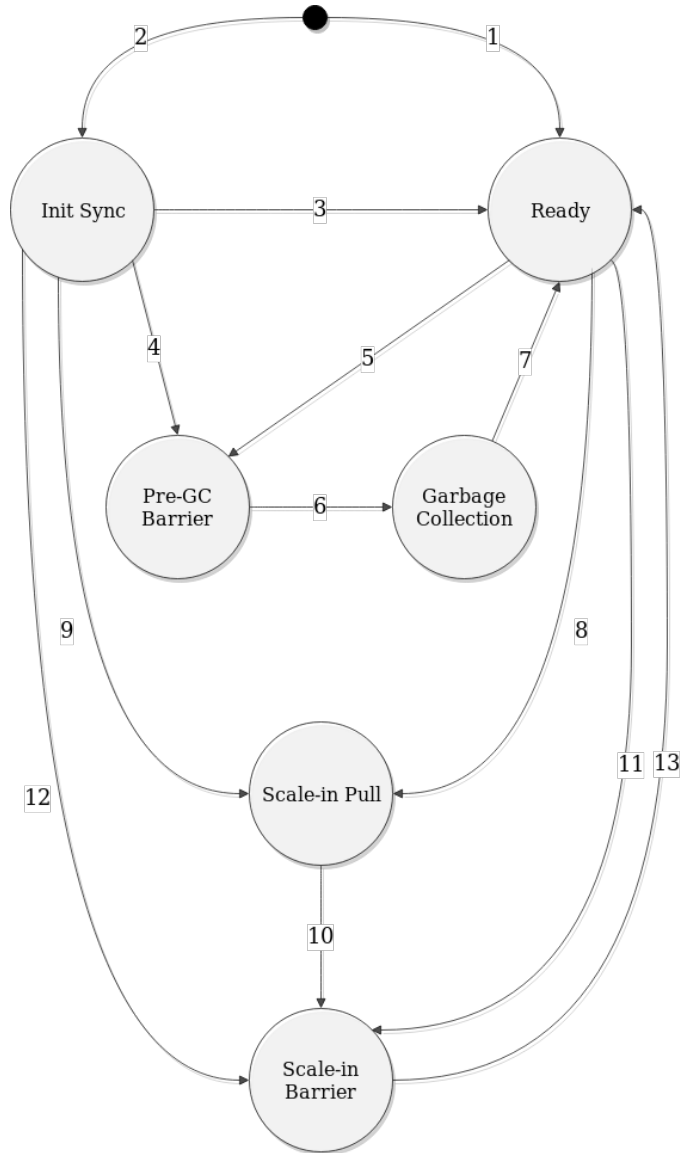 2
1
Init Sync
3
Ready
4
5
7
Pre-GC
Barrier
6
Garbage
Collection
9
8
12
11
13
Scale-in Pull
10
Scale-in
Barrier